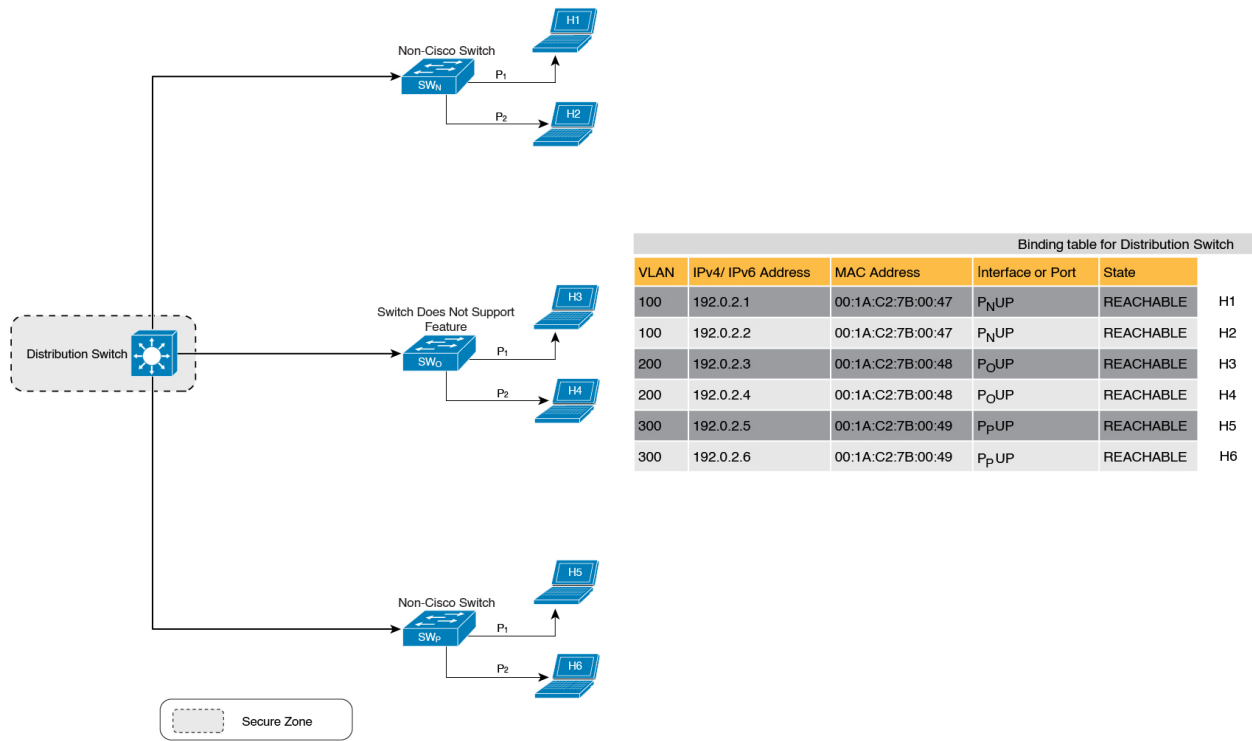 H1
Non-Cisco Switch
SWN
P1
H2
P2
Binding table for Distribution Switch
VLAN IPv4/ IPv6 Address MAC Address Interface or Port State
100 192.0.2.1 00:1A:C2:7B:00:47 PNUP REACHABLE H1
100 192.0.2.2 00:1A:C2:7B:00:47 PNUP REACHABLE H2
200 192.0.2.3 00:1A:C2:7B:00:48 POUP REACHABLE H3
200 192.0.2.4 00:1A:C2:7B:00:48 POUP REACHABLE H4
300 192.0.2.5 00:1A:C2:7B:00:49 PPUP REACHABLE H5
300 192.0.2.6 00:1A:C2:7B:00:49 PPUP REACHABLE H6
H3
Switch Does Not Support
Feature
Distribution Switch
SWO
P1
H4
P2
H5
Non-Cisco Switch
SWP
P1
H6
P2
Secure Zone